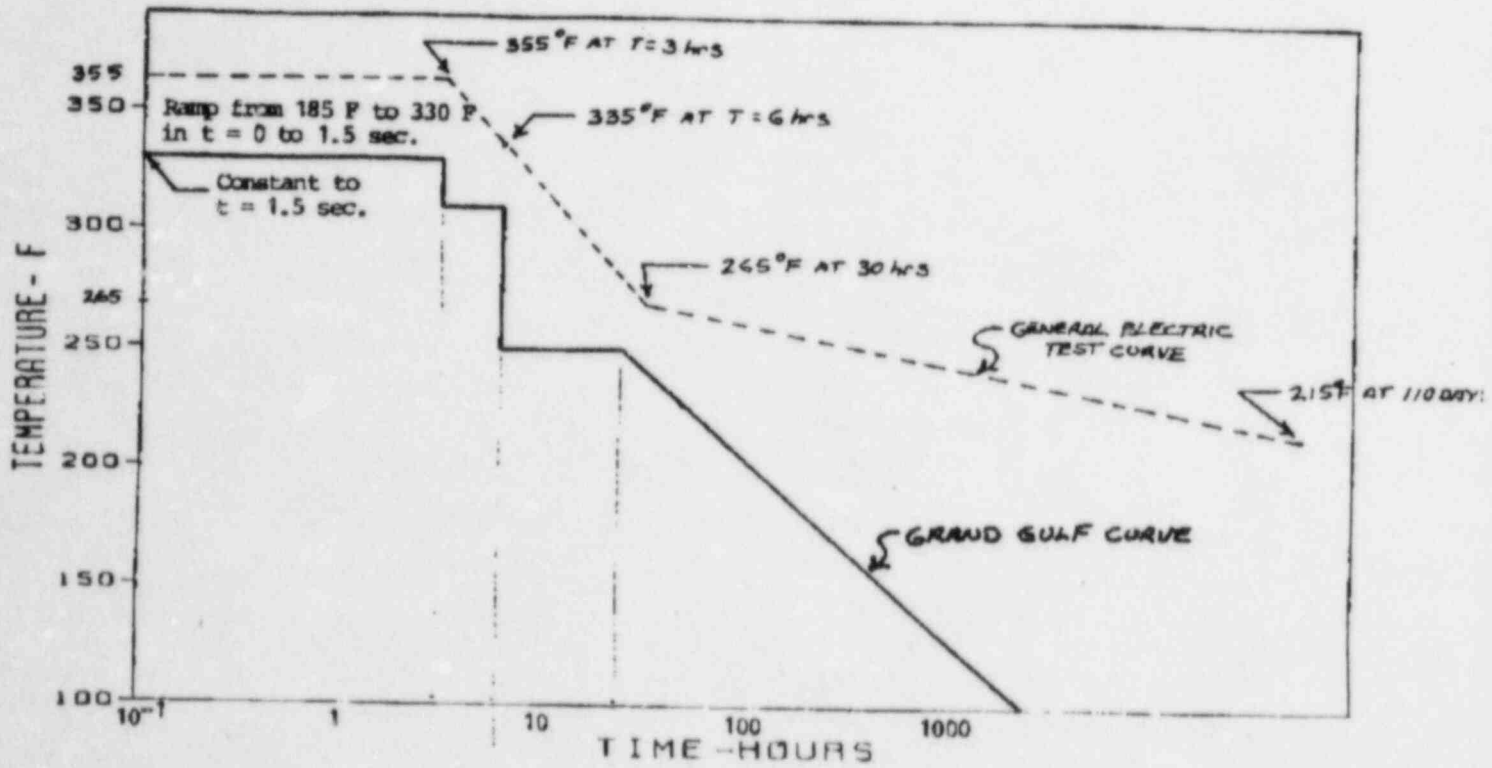 355°F AT T=3 hrs
355
350
Ramp from 185 F to 330 F
in t = 0 to 1.5 sec.
335°F AT T=6 hrs
Constant to
t = 1.5 sec.
300
265°F AT 30 hrs
265
250
GENERAL ELECTRIC
TEST CURVE
215°F AT 110 DAY:
200
GRAND GULF CURVE
150
100
TEMPERATURE - F
10-1
1
10
100
1000
TIME -HOURS